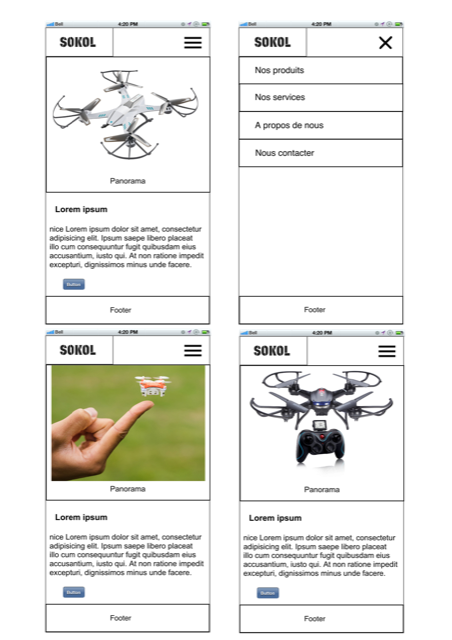 Bell 4:20 PM
SOKOL
Panorama
Lorem ipsum
nice Lorem ipsum dolor sit amet, consectetur
adipisicing elit. Ipsum saepe libero placeat
illo cum consequuntur fugit quibusdam eius
accusantium, iusto qui. At non ratione impedit
excepturi, dignissimos minus unde facere.
Button
Footer
Bell 4:20 PM
SOKOL
Nos produits
Nos services
A propos de nous
Nous contacter
Footer
Bell 4:20 PM
SOKOL
Panorama
Lorem ipsum
nice Lorem ipsum dolor sit amet, consectetur
adipisicing elit. Ipsum saepe libero placeat
illo cum consequuntur fugit quibusdam eius
accusantium, iusto qui. At non ratione impedit
excepturi, dignissimos minus unde facere.
Button
Footer
Bell 4:20 PM
SOKOL
Panorama
Lorem ipsum
nice Lorem ipsum dolor sit amet, consectetur
adipisicing elit. Ipsum saepe libero placeat
illo cum consequuntur fugit quibusdam eius
accusantium, iusto qui. At non ratione impedit
excepturi, dignissimos minus unde facere.
Button
Footer